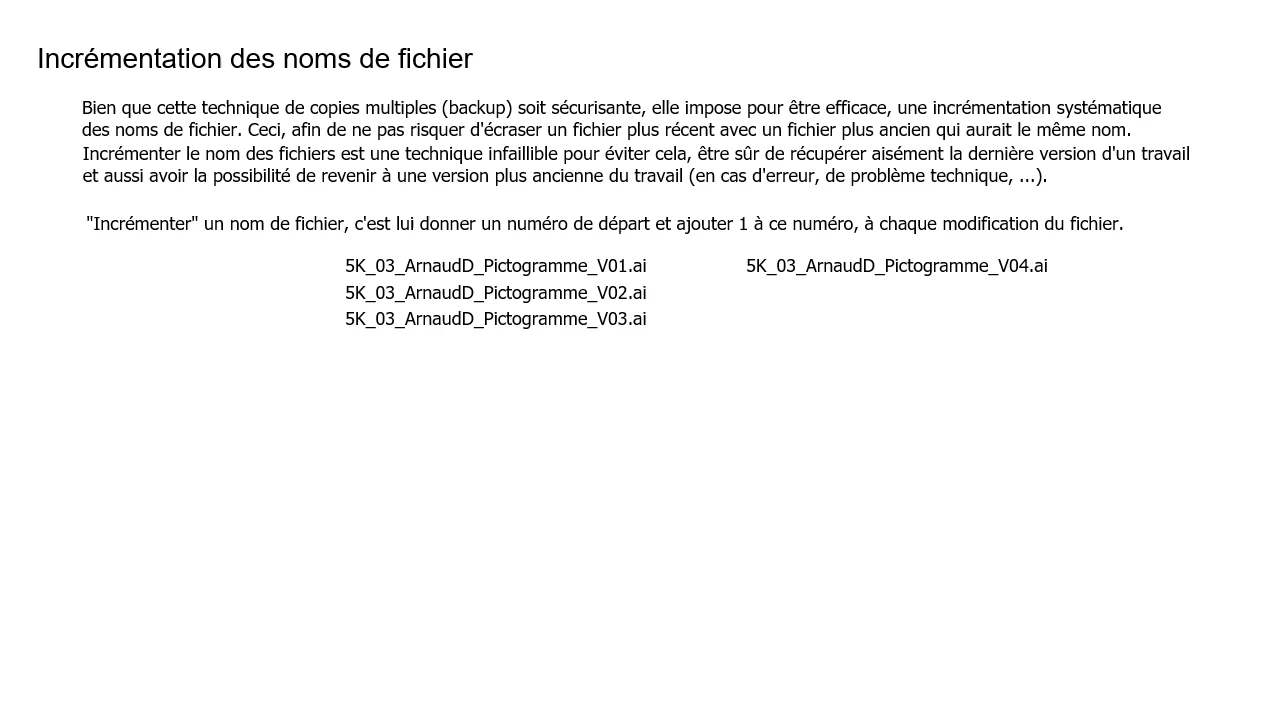 Incrémentation des noms de fichier
Bien que cette technique de copies multiples (backup) soit sécurisante, elle impose pour être efficace, une incrémentation systématique
des noms de fichier. Ceci, afin de ne pas risquer d'écraser un fichier plus récent avec un fichier plus ancien qui aurait le même nom.
Incrémenter le nom des fichiers est une technique infaillible pour éviter cela, être sûr de récupérer aisément la dernière version d'un travail
et aussi avoir la possibilité de revenir à une version plus ancienne du travail (en cas d'erreur, de problème technique, ...).
"Incrémenter" un nom de fichier, c'est lui donner un numéro de départ et ajouter 1 à ce numéro, à chaque modification du fichier.
5K_03_ArnaudD_Pictogramme_V01.ai
5K_03_ArnaudD_Pictogramme_V02.ai
5K_03_ArnaudD_Pictogramme_V03.ai
5K_03_ArnaudD_Pictogramme_V04.ai